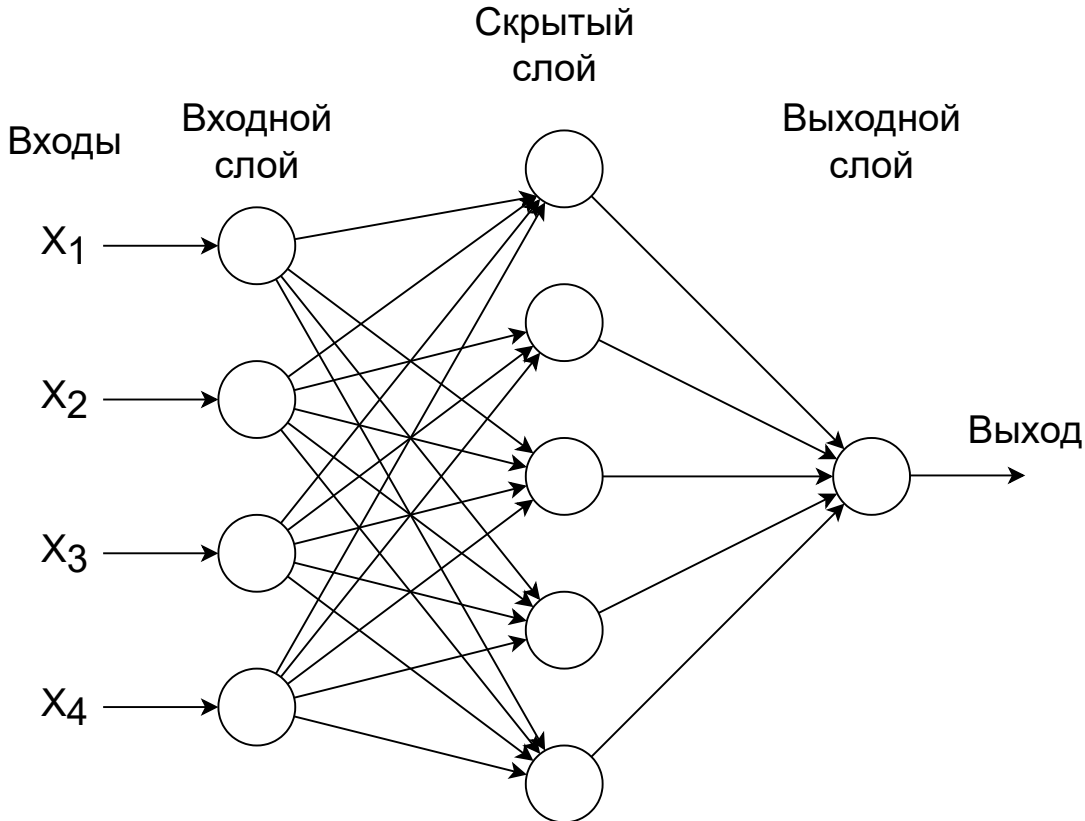 Скрытый
слой
Входной
слой
Выходной
слой
Входы
X1
X2
X3
X4
Выход